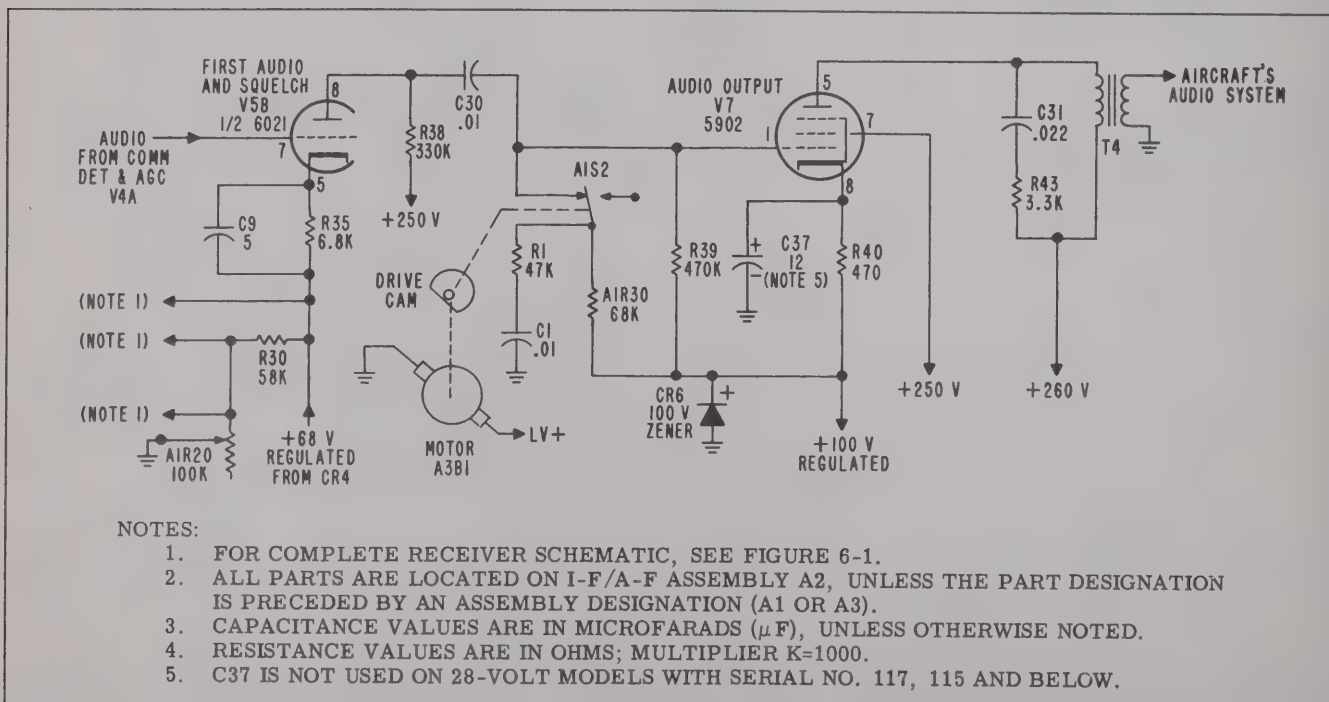 FIRST AUDIO
AND SQUELCH
V5B
1/2 6021
8
7
5
AUDIO
FROM COMM
DET & AGC
V4A
C9
5
R35
6.8K
R38
330K
+250 V
C30
.01
(NOTE 1)
(NOTE 1)
(NOTE 1)
R30
58K
A1R20
100K
+68 V
REGULATED
FROM CR4
A1S2
DRIVE
CAM
R1
47K
C1
.01
A1R30
68K
MOTOR
A3B1
LV+
AUDIO OUTPUT
V7
5902
5
1
7
8
R39
470K
C37
12
(NOTE 5)
+
-
R40
470
CR6
100 V
ZENER
+
+100 V
REGULATED
+250 V
C31
.022
R43
3.3K
+260 V
T4
AIRCRAFT'S
AUDIO SYSTEM
NOTES:
1. FOR COMPLETE RECEIVER SCHEMATIC, SEE FIGURE 6-1.
2. ALL PARTS ARE LOCATED ON I-F/A-F ASSEMBLY A2, UNLESS THE PART DESIGNATION
IS PRECEDED BY AN ASSEMBLY DESIGNATION (A1 OR A3).
3. CAPACITANCE VALUES ARE IN MICROFARADS (μF), UNLESS OTHERWISE NOTED.
4. RESISTANCE VALUES ARE IN OHMS; MULTIPLIER K=1000.
5. C37 IS NOT USED ON 28-VOLT MODELS WITH SERIAL NO. 117, 115 AND BELOW.